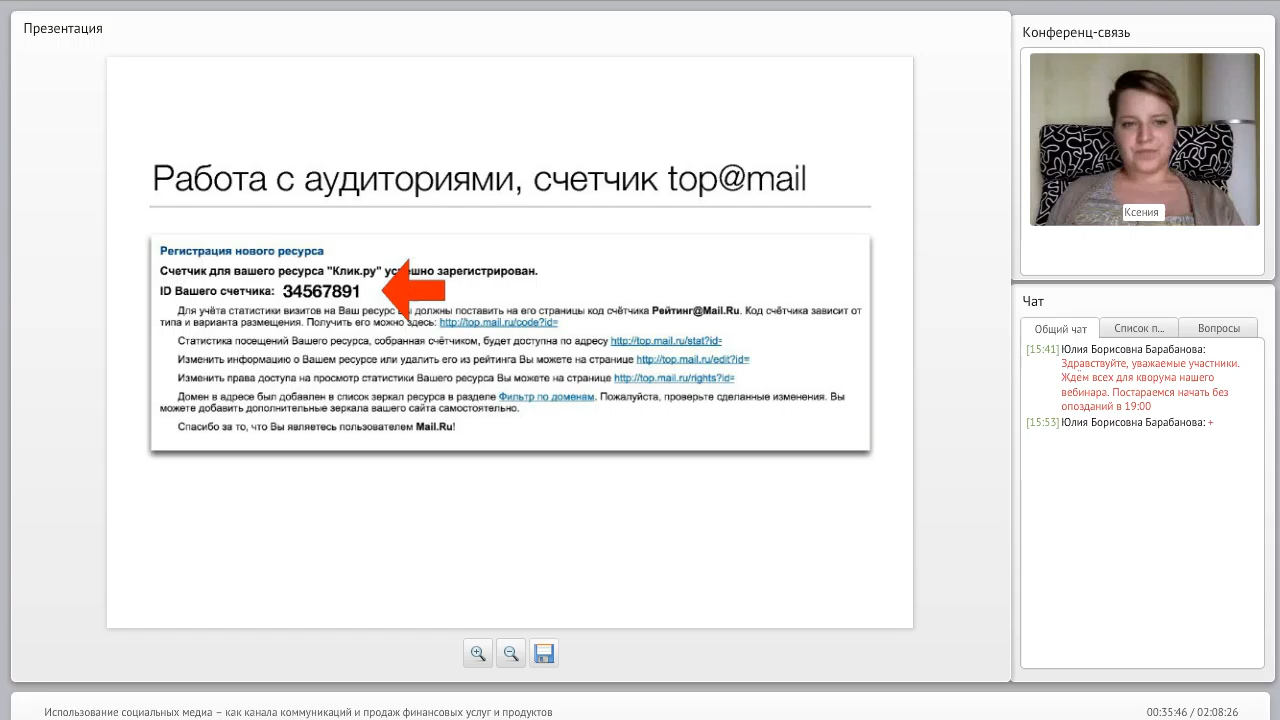 Презентация
Работа с аудиториями, счетчик top@mail
Регистрация нового ресурса
Счетчик для вашего ресурса "Клик.ру" успешно зарегистрирован.
ID Вашего счетчика: 34567891
Для учёта статистики визитов на Ваш ресурс Вы должны поставить на его страницы код счётчика Рейтинг@Mail.Ru. Код счётчика зависит от
типа и варианта размещения. Получить его можно здесь: http://top.mail.ru/code?id=
Статистика посещений Вашего ресурса, собранная счётчиком, будет доступна по адресу http://top.mail.ru/stat?id=
Изменить информацию о Вашем ресурсе или удалить его из рейтинга Вы можете на странице http://top.mail.ru/edit?id=
Изменить права доступа на просмотр статистики Вашего ресурса Вы можете на странице http://top.mail.ru/rights?id=
Домен в адресе был добавлен в список зеркал ресурса в разделе Фильтр по доменам. Пожалуйста, проверьте сделанные изменения. Вы
можете добавить дополнительные зеркала вашего сайта самостоятельно.
Спасибо за то, что Вы являетесь пользователем Mail.Ru!
Конференц-связь
Ксения
Чат
Общий чат Список п... Вопросы
[15:41] Юлия Борисовна Барабанова:
Здравствуйте, уважаемые участники.
Ждем всех для кворума нашего
вебинара. Постараемся начать без
опозданий в 19:00
[15:53] Юлия Борисовна Барабанова: +
Использование социальных медиа – как канала коммуникаций и продаж финансовых услуг и продуктов
00:35:46 / 02:08:26